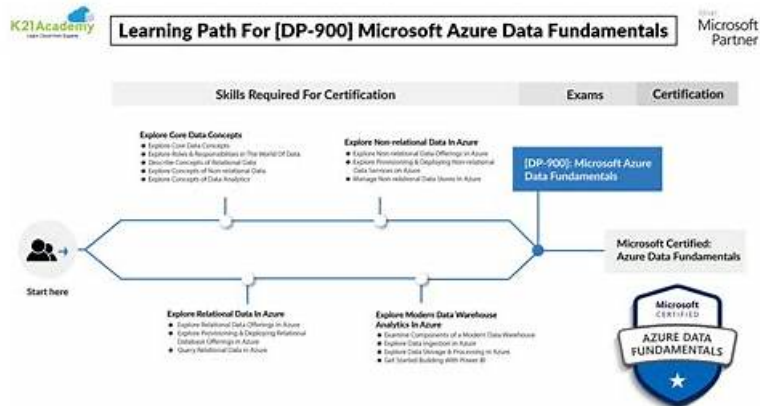 K21Academy
Learn Cloud from Experts
Learning Path For [DP-900] Microsoft Azure Data Fundamentals
Microsoft
Partner
Skills Required For Certification
Exams
Certification
Explore Core Data Concepts
Explore Core Data Concepts
Explore Roles & Responsibilities In The World Of Data
Describe Concepts of Relational Data
Explore Concepts of Non-relational Data
Explore Concepts of Data Analytics
Explore Non-relational Data In Azure
Explore Non-relational Data Offerings in Azure
Explore Provisioning & Deploying Non-relational
Data Services on Azure
Manage Non-relational Data Stores In Azure
[DP-900]: Microsoft Azure
Data Fundamentals
Start here
Microsoft Certified:
Azure Data Fundamentals
Explore Relational Data In Azure
Explore Relational Data Offerings in Azure
Explore Provisioning & Deploying Relational
Database Offerings in Azure
Query Relational Data in Azure
Explore Modern Data Warehouse
Analytics In Azure
Examine Components of a Modern Data Warehouse
Explore Data Ingestion in Azure
Explore Data Storage & Processing in Azure
Get Started Building With Power BI
Microsoft
CERTIFIED
AZURE DATA
FUNDAMENTALS